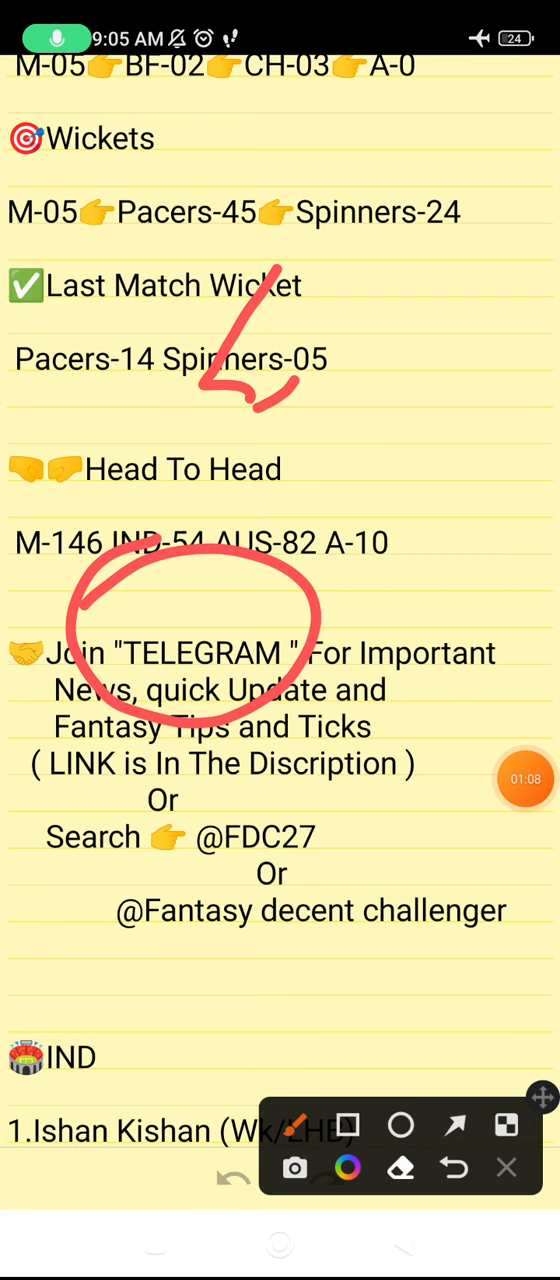 9:05 AM 24
M-05👉BF-02👉CH-03👉A-0
🎯Wickets
M-05👉Pacers-45👉Spinners-24
✅Last Match Wicket
Pacers-14 Spinners-05
🤜🤛Head To Head
M-146 IND-54 AUS-82 A-10
🤝Join "TELEGRAM " For Important
News, quick Update and
Fantasy Tips and Ticks
( LINK is In The Discription )
Or
01:08
Search 👉 @FDC27
Or
@Fantasy decent challenger
🏟️IND
1.Ishan Kishan (Wk/LHB)